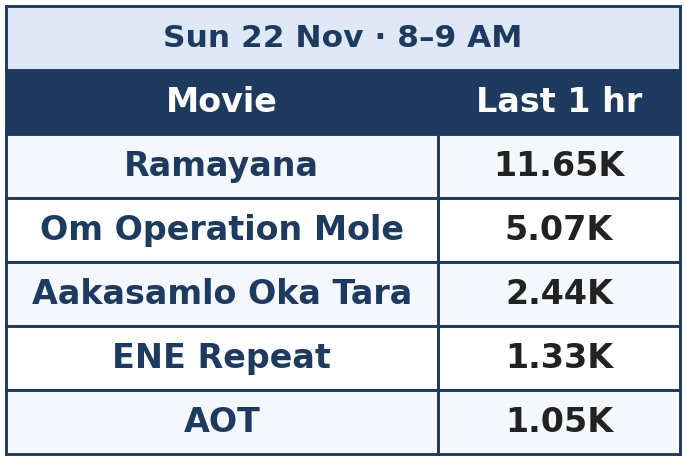 Sun 22 Nov · 8–9 AM
Movie Last 1 hr
Ramayana 11.65K
Om Operation Mole 5.07K
Aakasamlo Oka Tara 2.44K
ENE Repeat 1.33K
AOT 1.05K